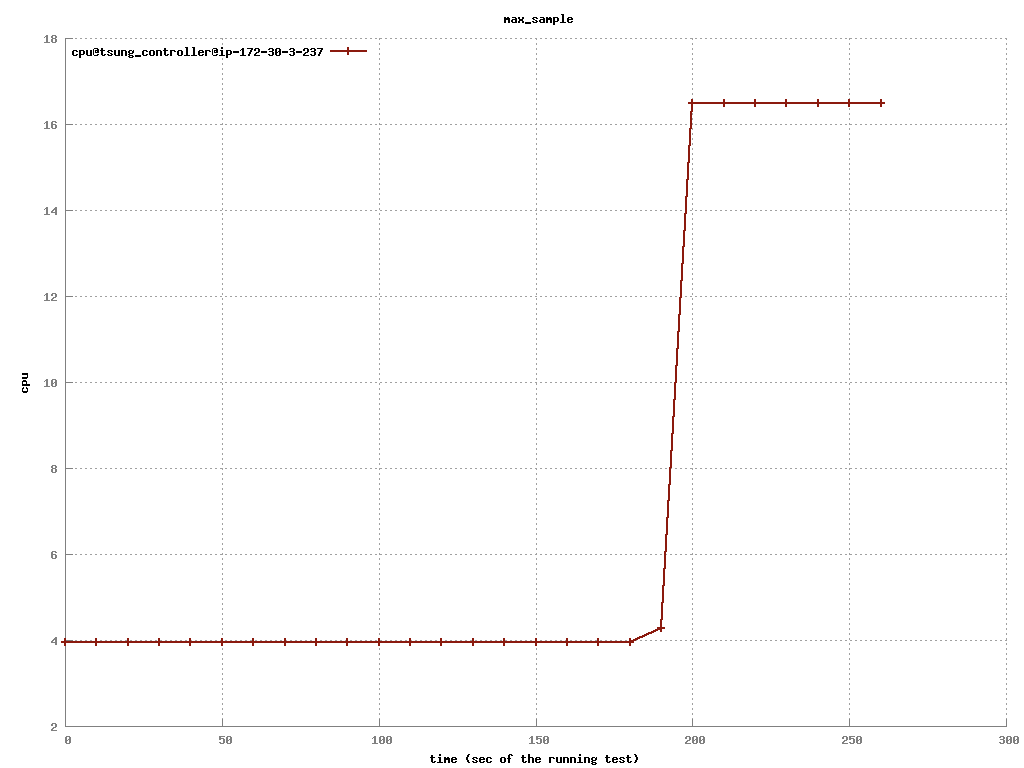 max_sample
cpu@tsung_controller@ip-172-30-3-237
18
16
14
12
10
8
6
4
2
cpu
0 50 100 150 200 250 300
time (sec of the running test)